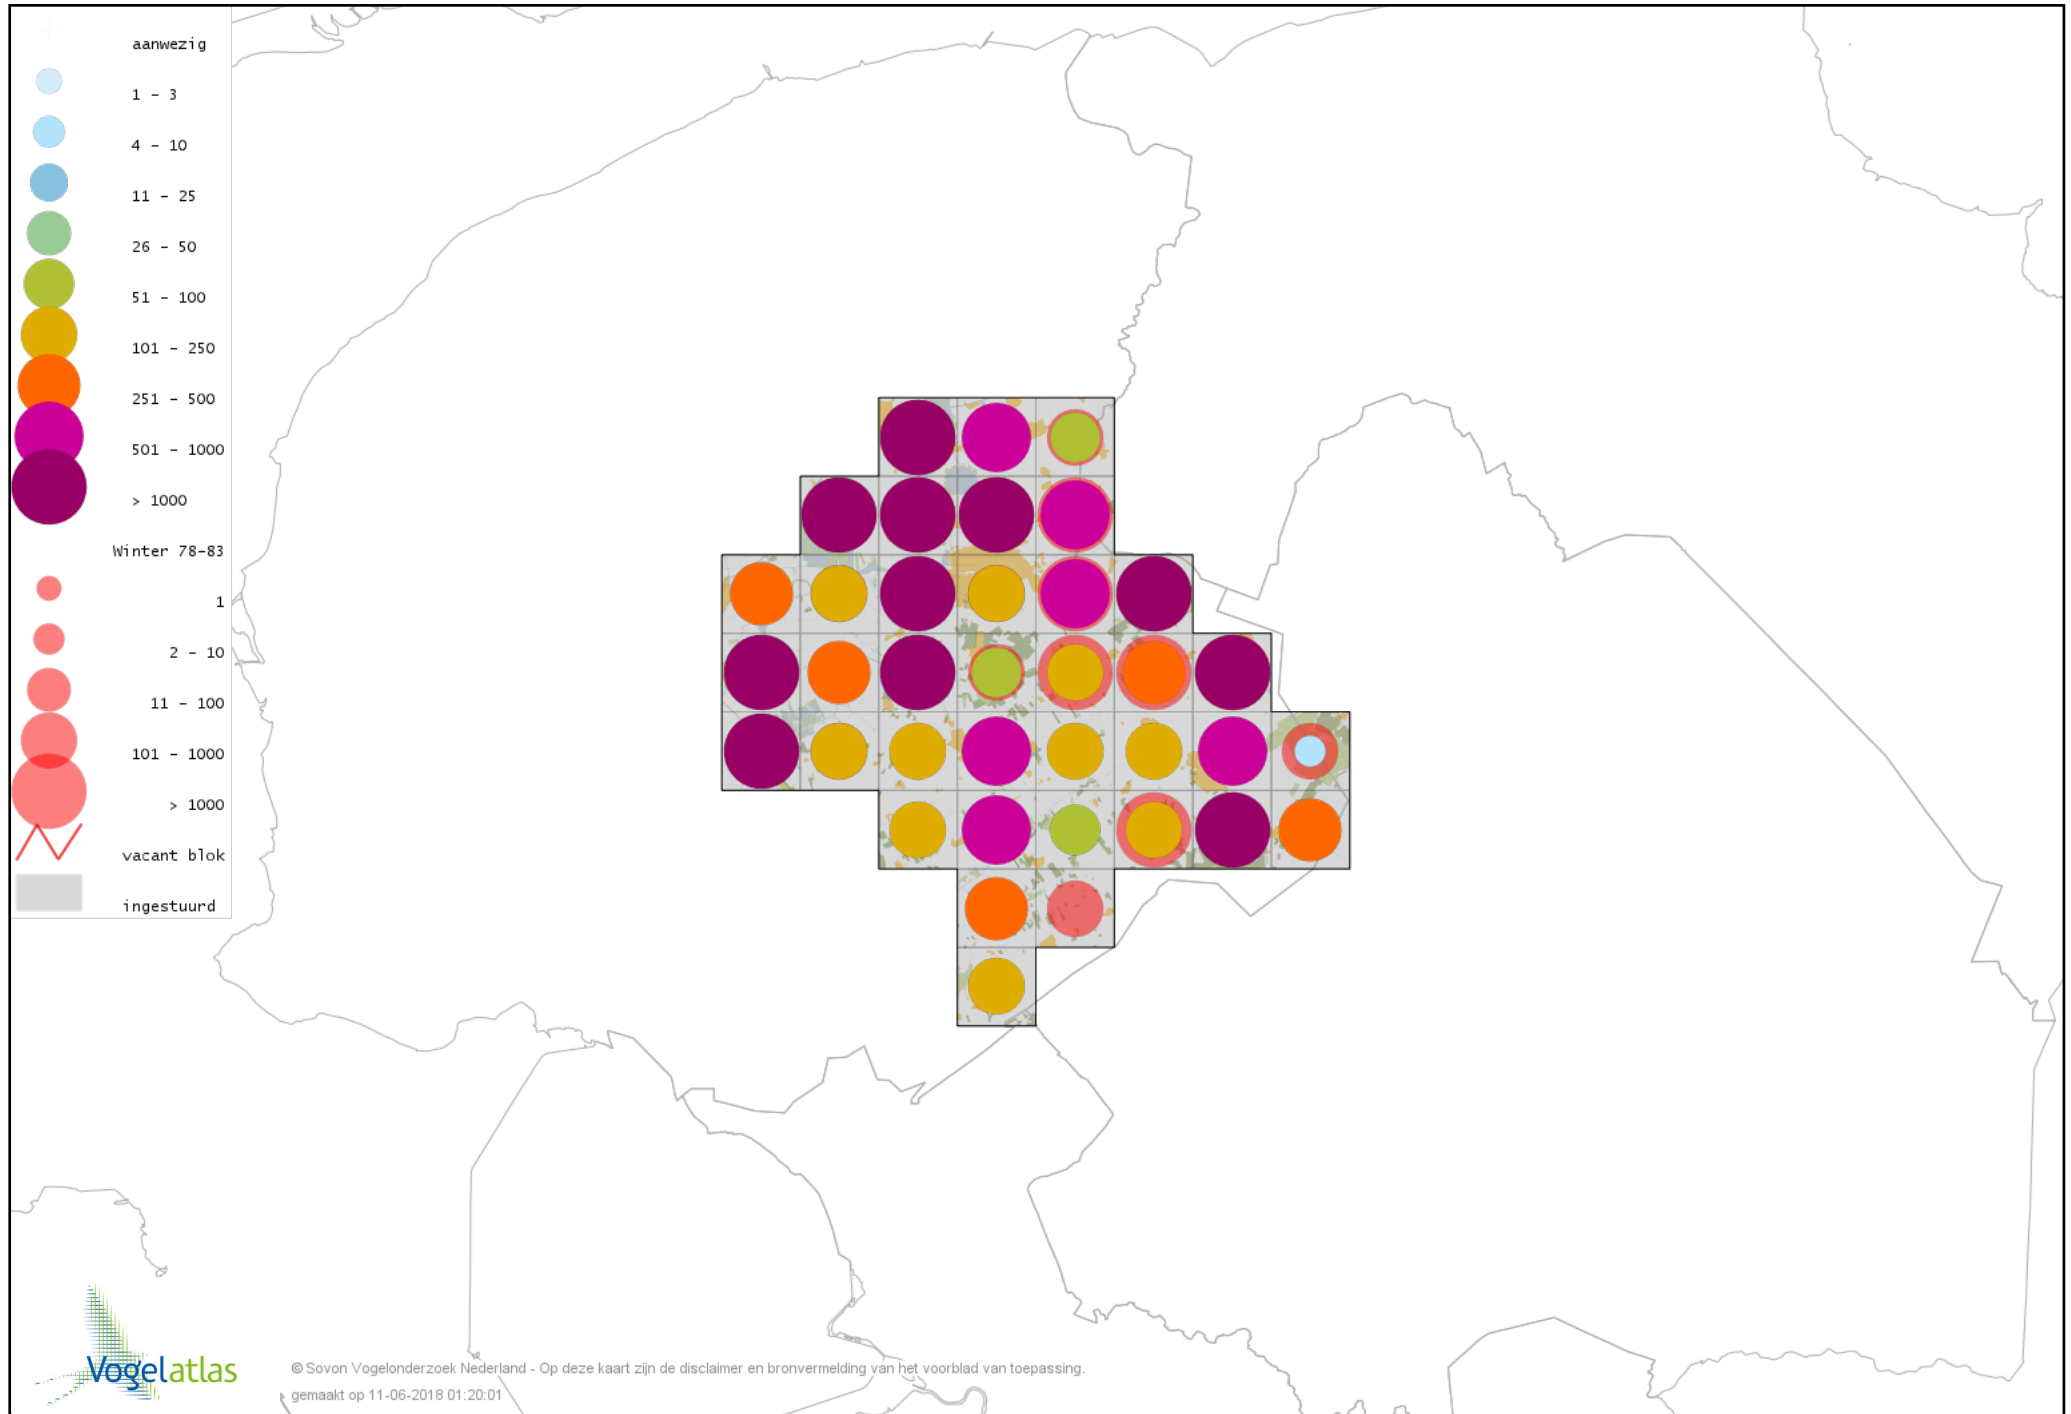 aanwezig
1 - 3
4 - 10
11 - 25
26 - 50
51 - 100
101 - 250
251 - 500
501 - 1000
> 1000
Winter 78-83
1
2 - 10
11 - 100
101 - 1000
> 1000
vacant blok
ingestuurd
Vogelatlas
© Sovon Vogelonderzoek Nederland - Op deze kaart zijn de disclaimer en bronvermelding van het voorblad van toepassing.
gemaakt op 11-06-2018 01:20:01